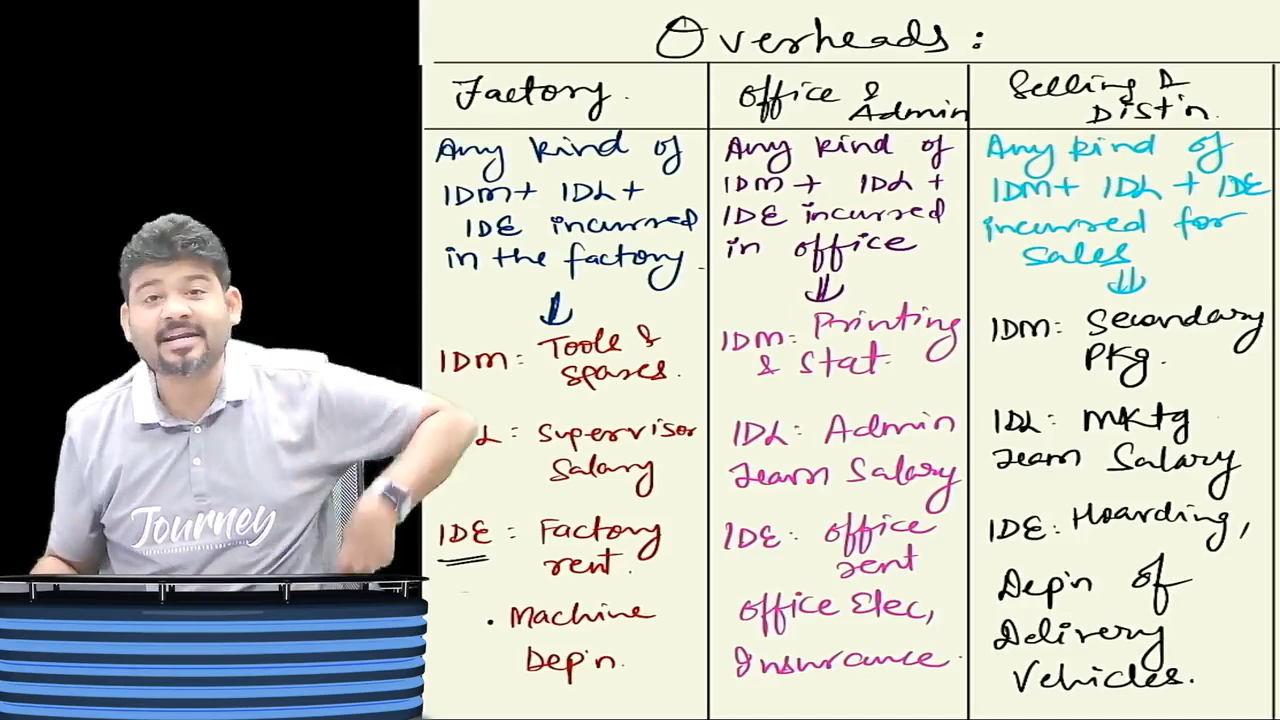 Overheads:
Factory.
Any kind of
IDM+ IDL+
IDE incurred
in the factory.
↓
IDM: Tools &
spares.
L: Supervisor
Salary
IDE: Factory
rent.
• Machine
Dep'n.
Office &
Admin
Any kind of
IDM+ IDL+
IDE incurred
in office
⇓
IDM: Printing
& Stat.
IDL: Admin
team Salary
IDE: office
rent
office Elec,
Insurance.
Selling &
Dist'n.
Any kind of
IDM+ IDL + IDE
incurred for
Sales
⇓
IDM: Secondary
Pkg.
IDL: Mktg
team Salary
IDE: Hoarding,
Dep'n of
Delivery
Vehicles.
Journey